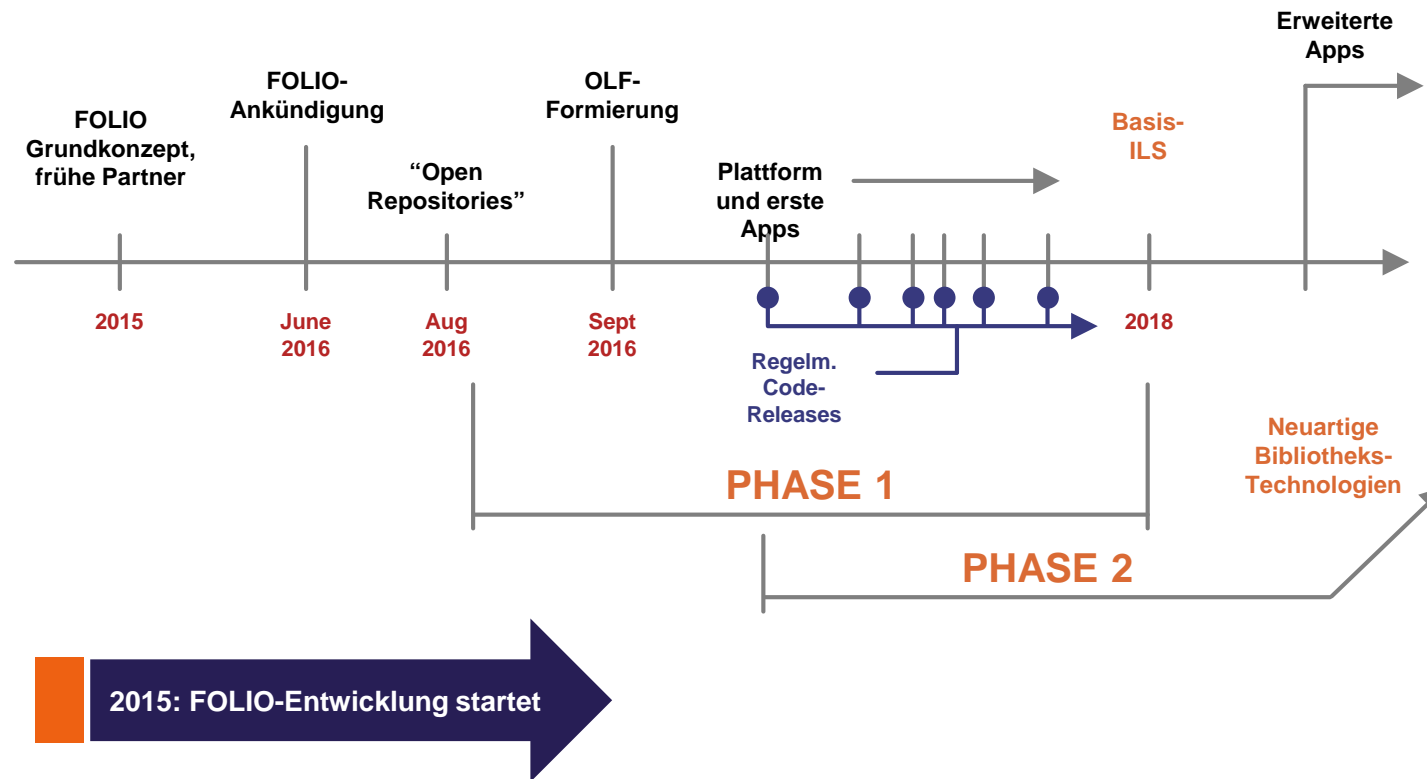 FOLIO
Grundkonzept,
frühe Partner
FOLIO-
Ankündigung
“Open
Repositories”
OLF-
Formierung
Plattform
und erste
Apps
Basis-
ILS
Erweiterte
Apps
2015
June
2016
Aug
2016
Sept
2016
2018
Regelm.
Code-
Releases
PHASE 1
PHASE 2
Neuartige
Bibliotheks-
Technologien
2015: FOLIO-Entwicklung startet